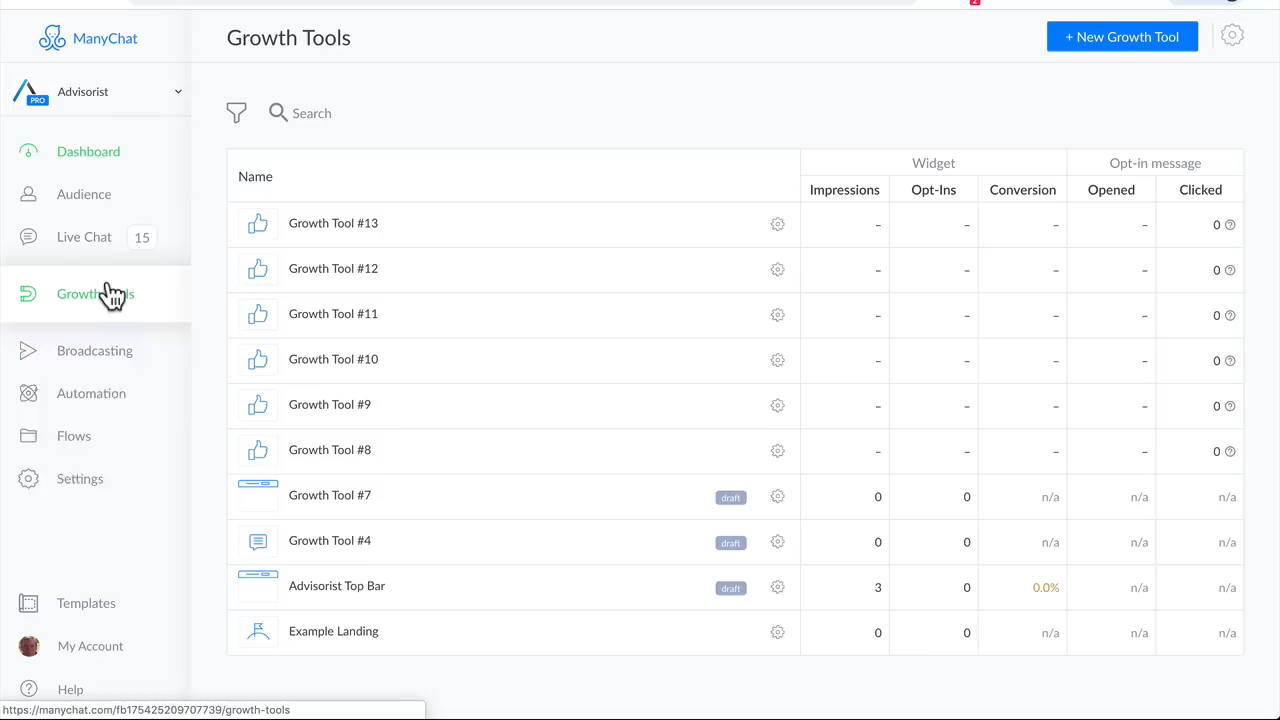 2
ManyChat
Growth Tools
+ New Growth Tool
PRO
Advisorist
Search
Dashboard
Audience
Live Chat 15
Growth Tools
Broadcasting
Automation
Flows
Settings
Templates
My Account
Help
Name
Widget
Opt-in message
Impressions Opt-Ins Conversion Opened Clicked
Growth Tool #13 – – – – 0
Growth Tool #12 – – – – 0
Growth Tool #11 – – – – 0
Growth Tool #10 – – – – 0
Growth Tool #9 – – – – 0
Growth Tool #8 – – – – 0
Growth Tool #7 draft 0 0 n/a n/a n/a
Growth Tool #4 draft 0 0 n/a n/a n/a
Advisorist Top Bar draft 3 0 0.0% n/a n/a
Example Landing 0 0 n/a n/a n/a
https://manychat.com/fb175425209707739/growth-tools